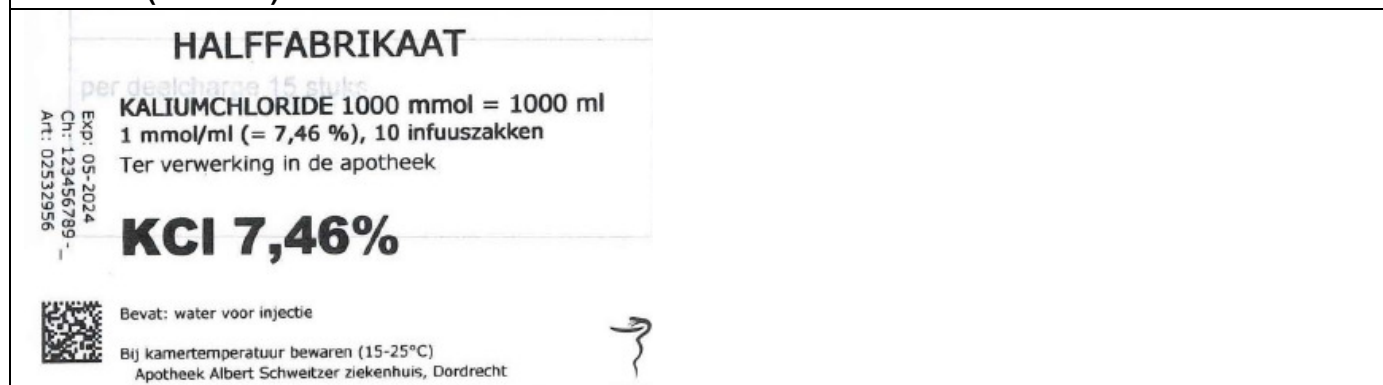 HALFFABRIKAAT
per dealcharge 15 stuks
KALIUMCHLORIDE 1000 mmol = 1000 ml
1 mmol/ml (= 7,46 %), 10 infuuszakken
Ter verwerking in de apotheek
Exp: 05-2024
Ch: 123456789-_
Art: 02532956
KCl 7,46%
Bevat: water voor injectie
Bij kamertemperatuur bewaren (15-25°C)
Apotheek Albert Schweitzer ziekenhuis, Dordrecht